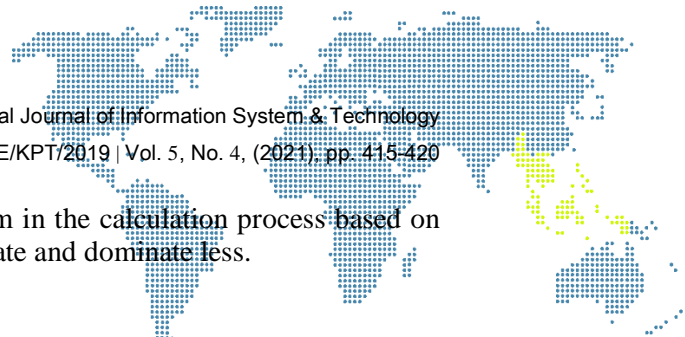 al Journal of Information System & Technology
E/KPT/2019 | Vol. 5, No. 4, (2021), pp. 415-420
m in the calculation process based on
ate and dominate less.